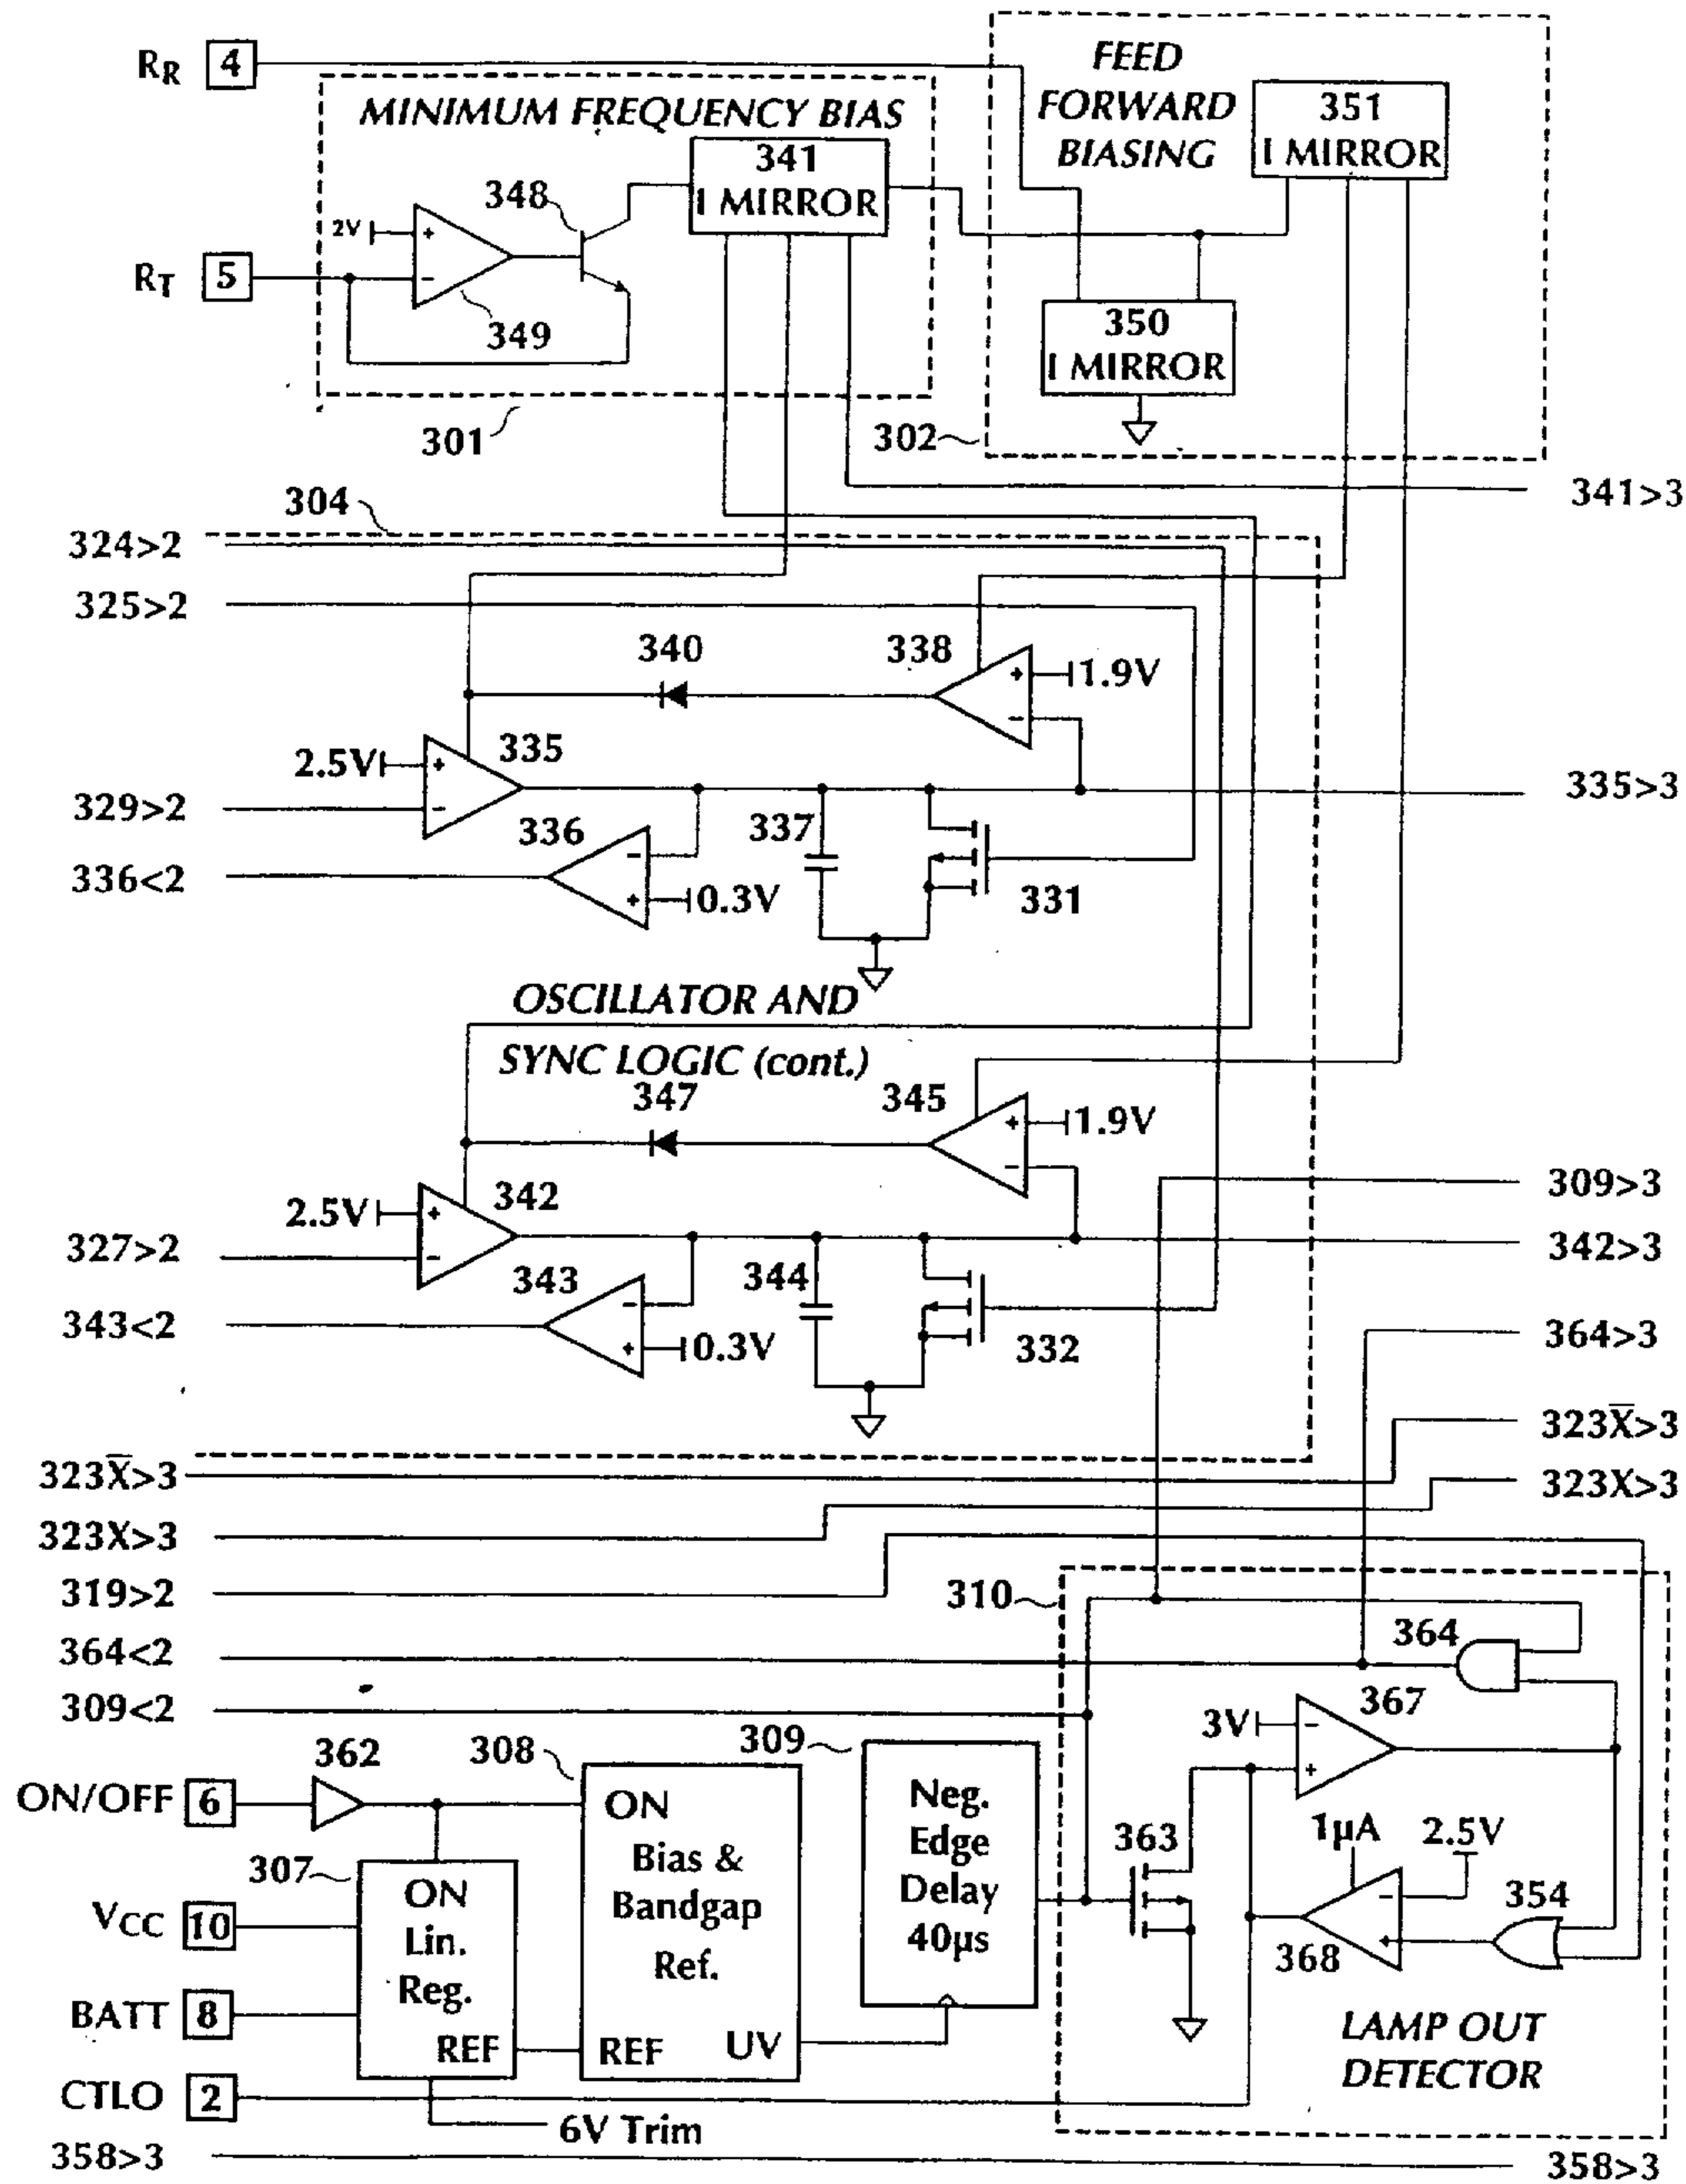 RR 4
MINIMUM FREQUENCY BIAS
FEED
FORWARD
BIASING
351
I MIRROR
341
I MIRROR
348
2V
+
-
RT 5
349
350
I MIRROR
301
302
341>3
304
324>2
325>2
340
338
+
1.9V
-
2.5V
+
335
-
335>3
329>2
336
337
-
336<2
+
0.3V
331
OSCILLATOR AND
SYNC LOGIC (cont.)
347
345
+
1.9V
-
309>3
2.5V
+
342
-
327>2
342>3
343
344
-
343<2
+
0.3V
332
364>3
323X̅>3
323X̅>3
323X>3
323X>3
319>2
310
364
364<2
367
309<2
3V
-
+
362
308
309
ON/OFF 6
ON
Bias &
Bandgap
Ref.
REF
UV
Neg.
Edge
Delay
40μs
363
1μA
2.5V
-
354
+
368
307
ON
Lin.
Reg.
REF
VCC 10
BATT 8
LAMP OUT
DETECTOR
CTLO 2
6V Trim
358>3
358>3